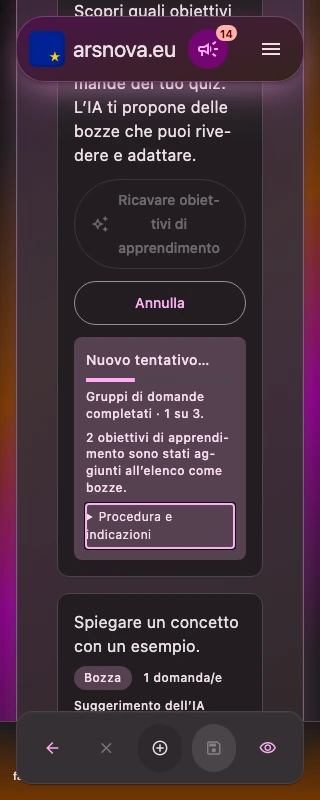 Scopri quali obiettivi
arsnova.eu
14
mande del tuo quiz.
L’IA ti propone delle
bozze che puoi rive-
dere e adattare.
Ricavare obiet-
tivi di
apprendimento
Annulla
Nuovo tentativo…
Gruppi di domande
completati · 1 su 3.
2 obiettivi di apprendi-
mento sono stati ag-
giunti all’elenco come
bozze.
▸ Procedura e
indicazioni
Spiegare un concetto
con un esempio.
Bozza 1 domanda/e
Suggerimento dell’IA